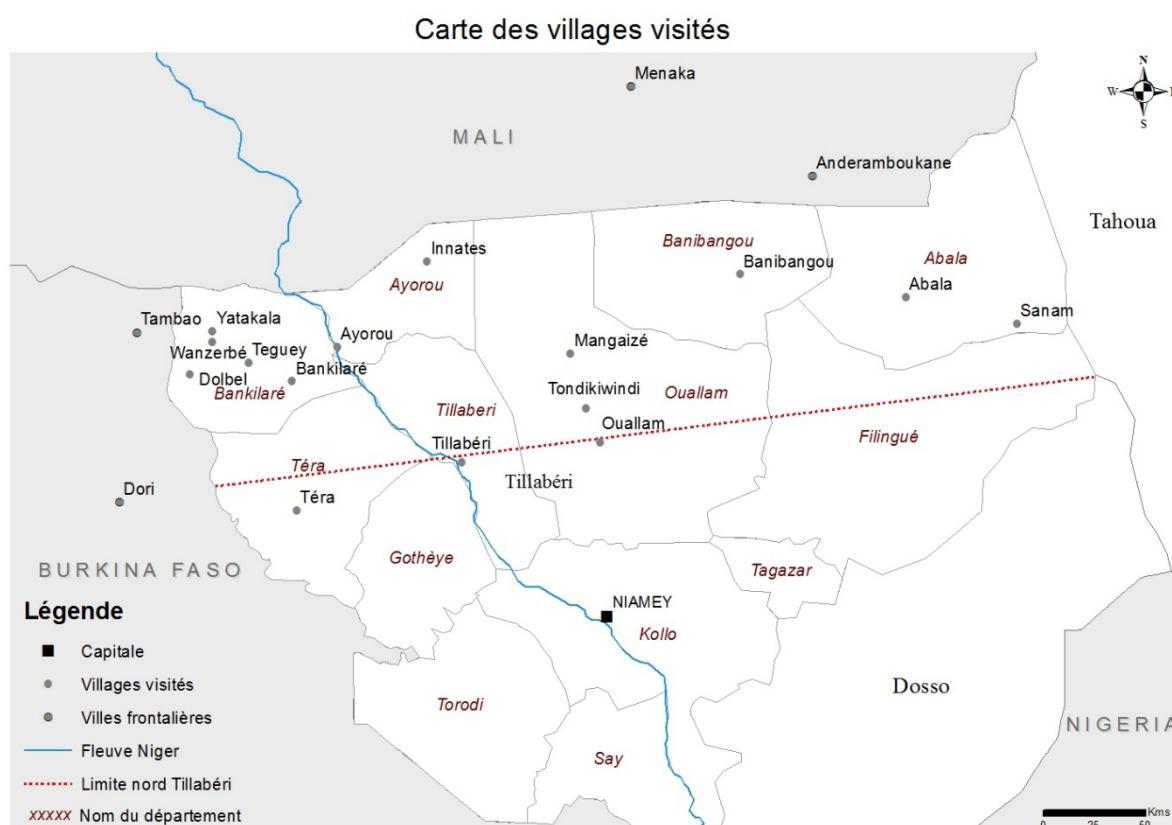 Carte des villages visités
Menaka
N
W
E
S
MALI
Anderamboukane
Tahoua
Innates
Banibangou
Banibangou
Abala
Abala
Ayorou
Tambao
Yatakala
Ayorou
Sanam
Wanzerbé
Teguey
Mangaizé
Dolbel
Bankilaré
Bankilaré
Tillaberi
Tondikiwindi
Ouallam
Ouallam
Filingué
Tillabéri
Téra
Tillabéri
Dori
Téra
Gothèye
Tagazar
BURKINA FASO
NIAMEY
Kollo
Légende
Capitale
Villages visités
Villes frontalières
Fleuve Niger
Limite nord Tillabéri
xxxxx Nom du département
Torodi
Dosso
Say
NIGERIA
Kms
0 25 50